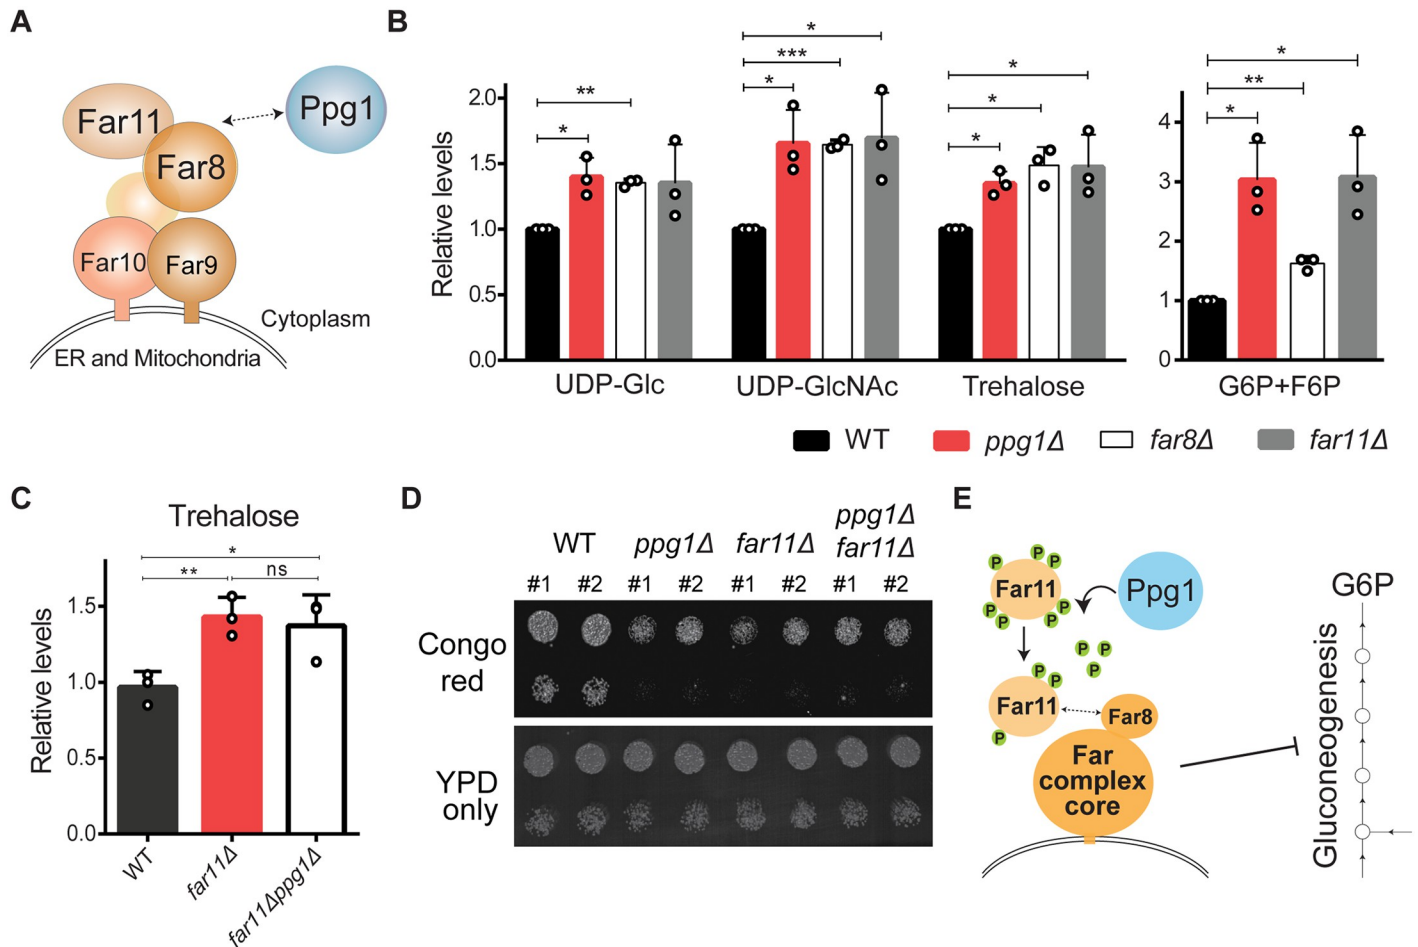 A
Far11
Ppg1
Far8
Far10
Far9
Cytoplasm
ER and Mitochondria
B
Relative levels
2.0
1.5
1.0
0.5
0.0
*
**
*
***
*
*
*
*
UDP-Glc
UDP-GlcNAc
Trehalose
4
3
2
1
0
*
**
*
G6P+F6P
WT
ppg1Δ
far8Δ
far11Δ
C
Trehalose
Relative levels
1.5
1.0
0.5
0.0
*
**
ns
WT
far11Δ
far11Δppg1Δ
D
WT
ppg1Δ
far11Δ
ppg1Δ
far11Δ
#1 #2 #1 #2 #1 #2 #1 #2
Congo
red
YPD
only
E
P P P
Far11
P P P P
Ppg1
P P P
P P
Far11
P
Far8
Far
complex
core
G6P
Gluconeogenesis